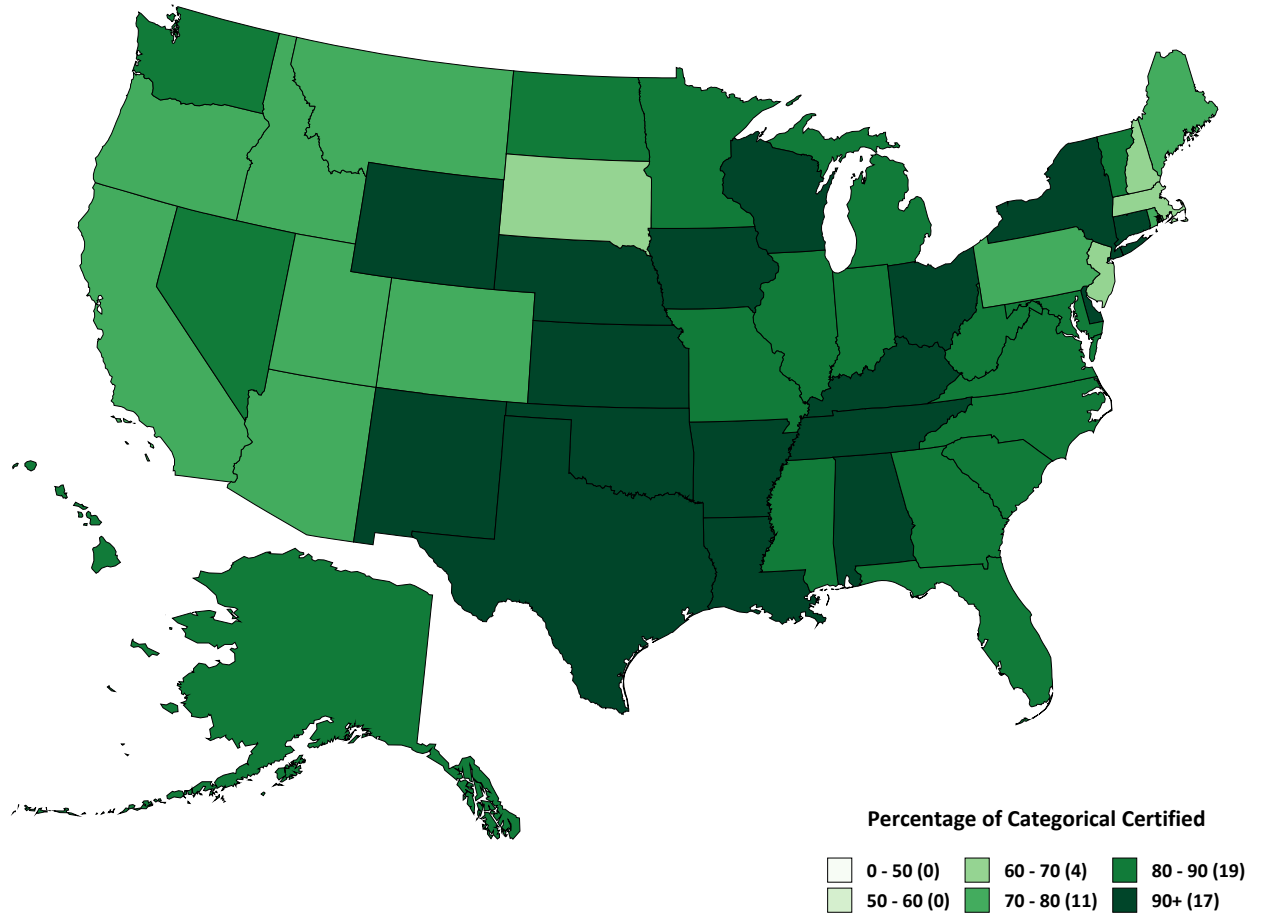 Percentage of Categorical Certified
0 - 50 (0) 60 - 70 (4) 80 - 90 (19)
50 - 60 (0) 70 - 80 (11) 90+ (17)